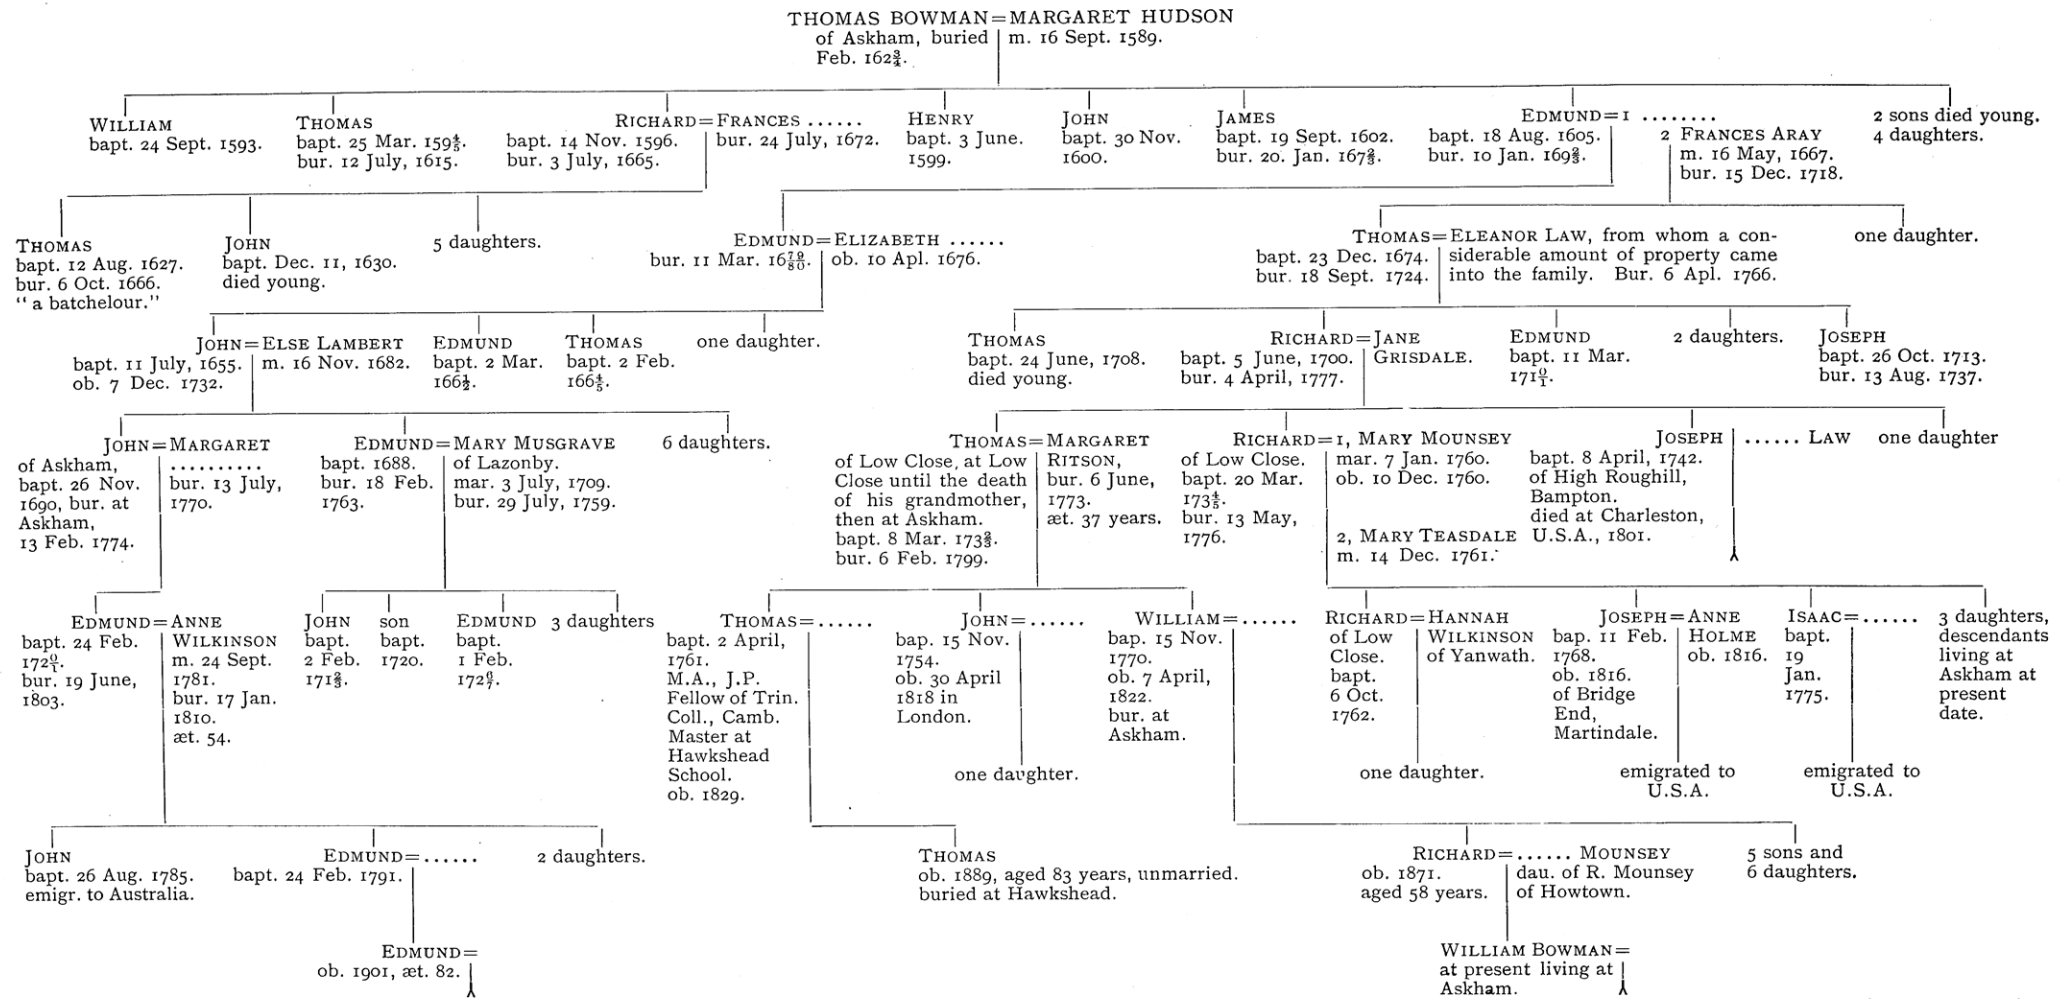 THOMAS BOWMAN=MARGARET HUDSON
of Askham, buried
Feb. 162¾.
m. 16 Sept. 1589.
WILLIAM
bapt. 24 Sept. 1593.
THOMAS
bapt. 25 Mar. 159⅘.
bur. 12 July, 1615.
RICHARD=FRANCES ......
bapt. 14 Nov. 1596.
bur. 3 July, 1665.
bur. 24 July, 1672.
HENRY
bapt. 3 June.
1599.
JOHN
bapt. 30 Nov.
1600.
JAMES
bapt. 19 Sept. 1602.
bur. 20. Jan. 167⅔.
EDMUND=1 ........
bapt. 18 Aug. 1605.
bur. 10 Jan. 169⅔.
2 FRANCES ARAY
m. 16 May, 1667.
bur. 15 Dec. 1718.
2 sons died young.
4 daughters.
THOMAS
bapt. 12 Aug. 1627.
bur. 6 Oct. 1666.
"a batchelour."
JOHN
bapt. Dec. 11, 1630.
died young.
5 daughters.
EDMUND=ELIZABETH ......
bur. 11 Mar. 16 79/80
ob. 10 Apl. 1676.
THOMAS=ELEANOR LAW, from whom a con-
bapt. 23 Dec. 1674.
bur. 18 Sept. 1724.
siderable amount of property came
into the family. Bur. 6 Apl. 1766.
one daughter.
JOHN=ELSE LAMBERT
bapt. 11 July, 1655.
ob. 7 Dec. 1732.
m. 16 Nov. 1682.
EDMUND
bapt. 2 Mar.
166½.
THOMAS
bapt. 2 Feb.
166⅘.
one daughter.
THOMAS
bapt. 24 June, 1708.
died young.
RICHARD=JANE
bapt. 5 June, 1700.
bur. 4 April, 1777.
GRISDALE.
EDMUND
bapt. 11 Mar.
171 0/1.
2 daughters.
JOSEPH
bapt. 26 Oct. 1713.
bur. 13 Aug. 1737.
JOHN=MARGARET
of Askham,
bapt. 26 Nov.
1690, bur. at
Askham,
13 Feb. 1774.
..........
bur. 13 July,
1770.
EDMUND=MARY MUSGRAVE
bapt. 1688.
bur. 18 Feb.
1763.
of Lazonby.
mar. 3 July, 1709.
bur. 29 July, 1759.
6 daughters.
THOMAS=MARGARET
of Low Close, at Low
Close until the death
of his grandmother,
then at Askham.
bapt. 8 Mar. 173⅔.
bur. 6 Feb. 1799.
RITSON,
bur. 6 June,
1773.
æt. 37 years.
RICHARD=1, MARY MOUNSEY
of Low Close.
bapt. 20 Mar.
173⅘.
bur. 13 May,
1776.
mar. 7 Jan. 1760.
ob. 10 Dec. 1760.
2, MARY TEASDALE
m. 14 Dec. 1761.
JOSEPH ...... LAW
bapt. 8 April, 1742.
of High Roughill,
Bampton.
died at Charleston,
U.S.A., 1801.
one daughter
EDMUND=ANNE
bapt. 24 Feb.
172 0/1.
bur. 19 June,
1803.
WILKINSON
m. 24 Sept.
1781.
bur. 17 Jan.
1810.
æt. 54.
JOHN
bapt.
2 Feb.
171⅔.
son
bapt.
1720.
EDMUND
bapt.
1 Feb.
172 6/7.
3 daughters
THOMAS=......
bapt. 2 April,
1761.
M.A., J.P.
Fellow of Trin.
Coll., Camb.
Master at
Hawkshead
School.
ob. 1829.
JOHN=......
bap. 15 Nov.
1754.
ob. 30 April
1818 in
London.
one daughter.
WILLIAM=......
bap. 15 Nov.
1770.
ob. 7 April,
1822.
bur. at
Askham.
RICHARD=HANNAH
of Low
Close.
bapt.
6 Oct.
1762.
WILKINSON
of Yanwath.
one daughter.
JOSEPH=ANNE
bap. 11 Feb.
1768.
ob. 1816.
of Bridge
End,
Martindale.
HOLME
ob. 1816.
emigrated to
U.S.A.
ISAAC=......
bapt.
19
Jan.
1775.
emigrated to
U.S.A.
3 daughters,
descendants
living at
Askham at
present
date.
JOHN
bapt. 26 Aug. 1785.
emigr. to Australia.
EDMUND=......
bapt. 24 Feb. 1791.
2 daughters.
THOMAS
ob. 1889, aged 83 years, unmarried.
buried at Hawkshead.
RICHARD=...... MOUNSEY
ob. 1871.
aged 58 years.
dau. of R. Mounsey
of Howtown.
5 sons and
6 daughters.
EDMUND=
ob. 1901, æt. 82.
WILLIAM BOWMAN=
at present living at
Askham.